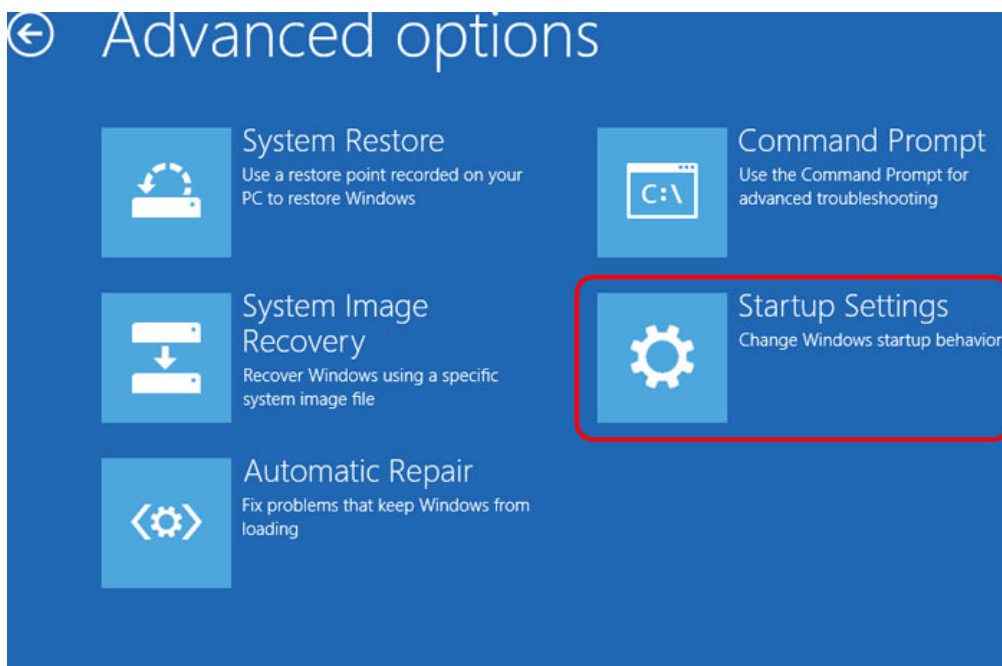 Advanced options
System Restore
Use a restore point recorded on your
PC to restore Windows
System Image
Recovery
Recover Windows using a specific
system image file
Automatic Repair
Fix problems that keep Windows from
loading
Command Prompt
Use the Command Prompt for
advanced troubleshooting
C:\
Startup Settings
Change Windows startup behavior